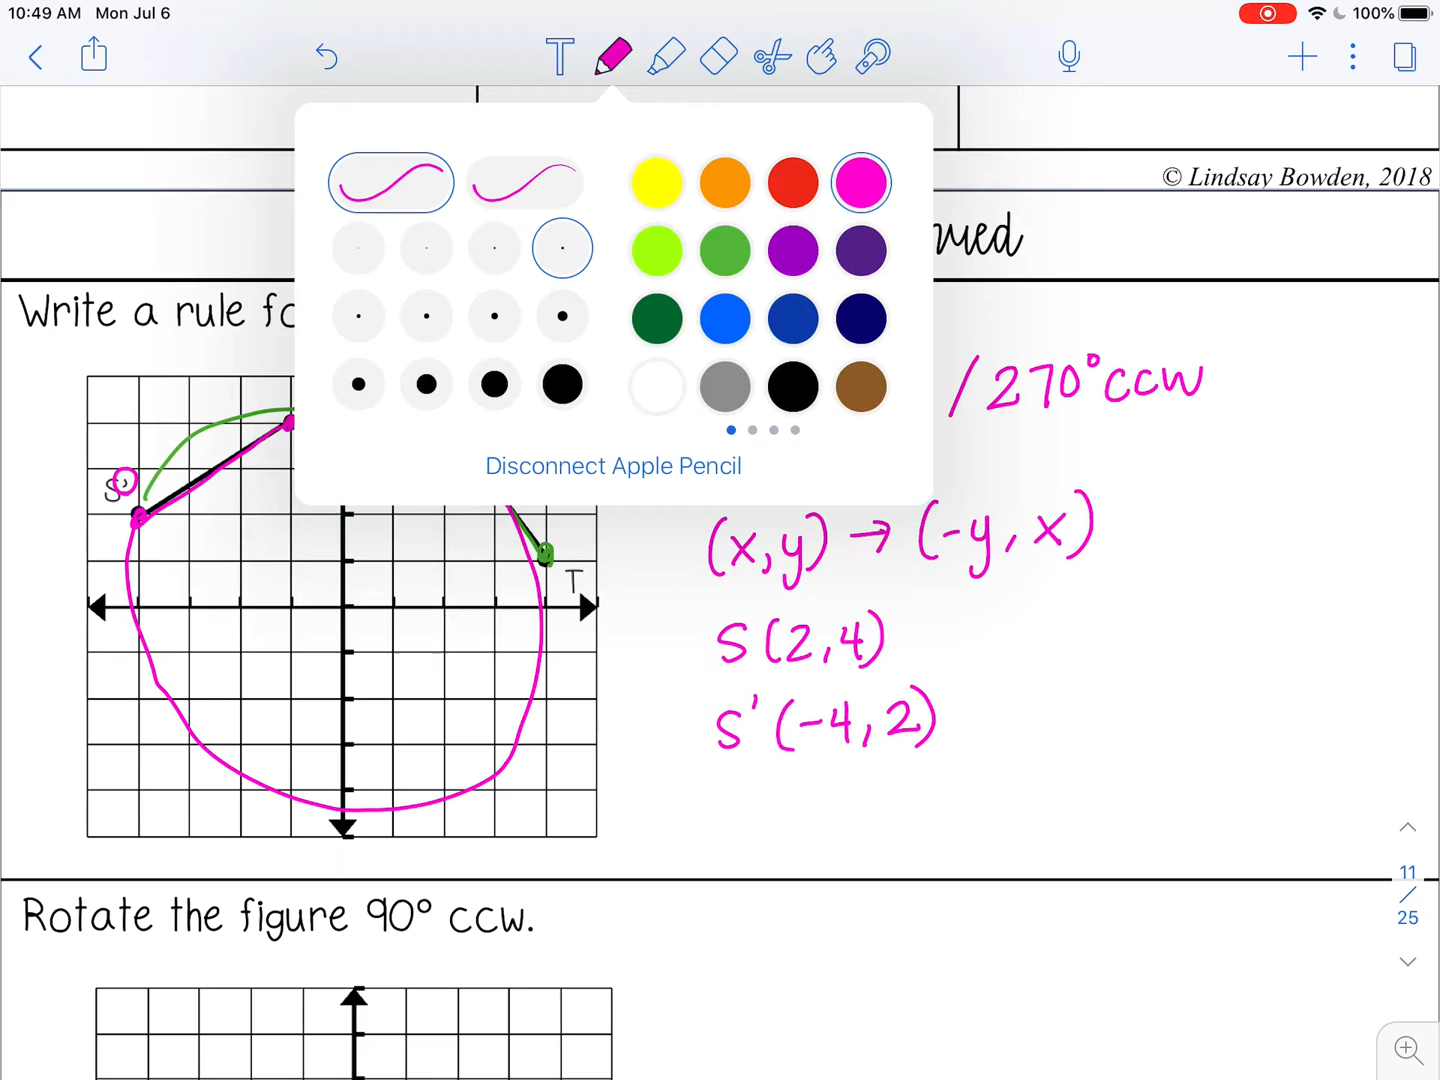 10:49 AM Mon Jul 6
100%
T
© Lindsay Bowden, 2018
Write a rule fo
/ 270° ccw
Disconnect Apple Pencil
S'
(x,y) → (-y, x)
T
S (2,4)
S' (-4,2)
11
/
25
Rotate the figure 90° ccw.